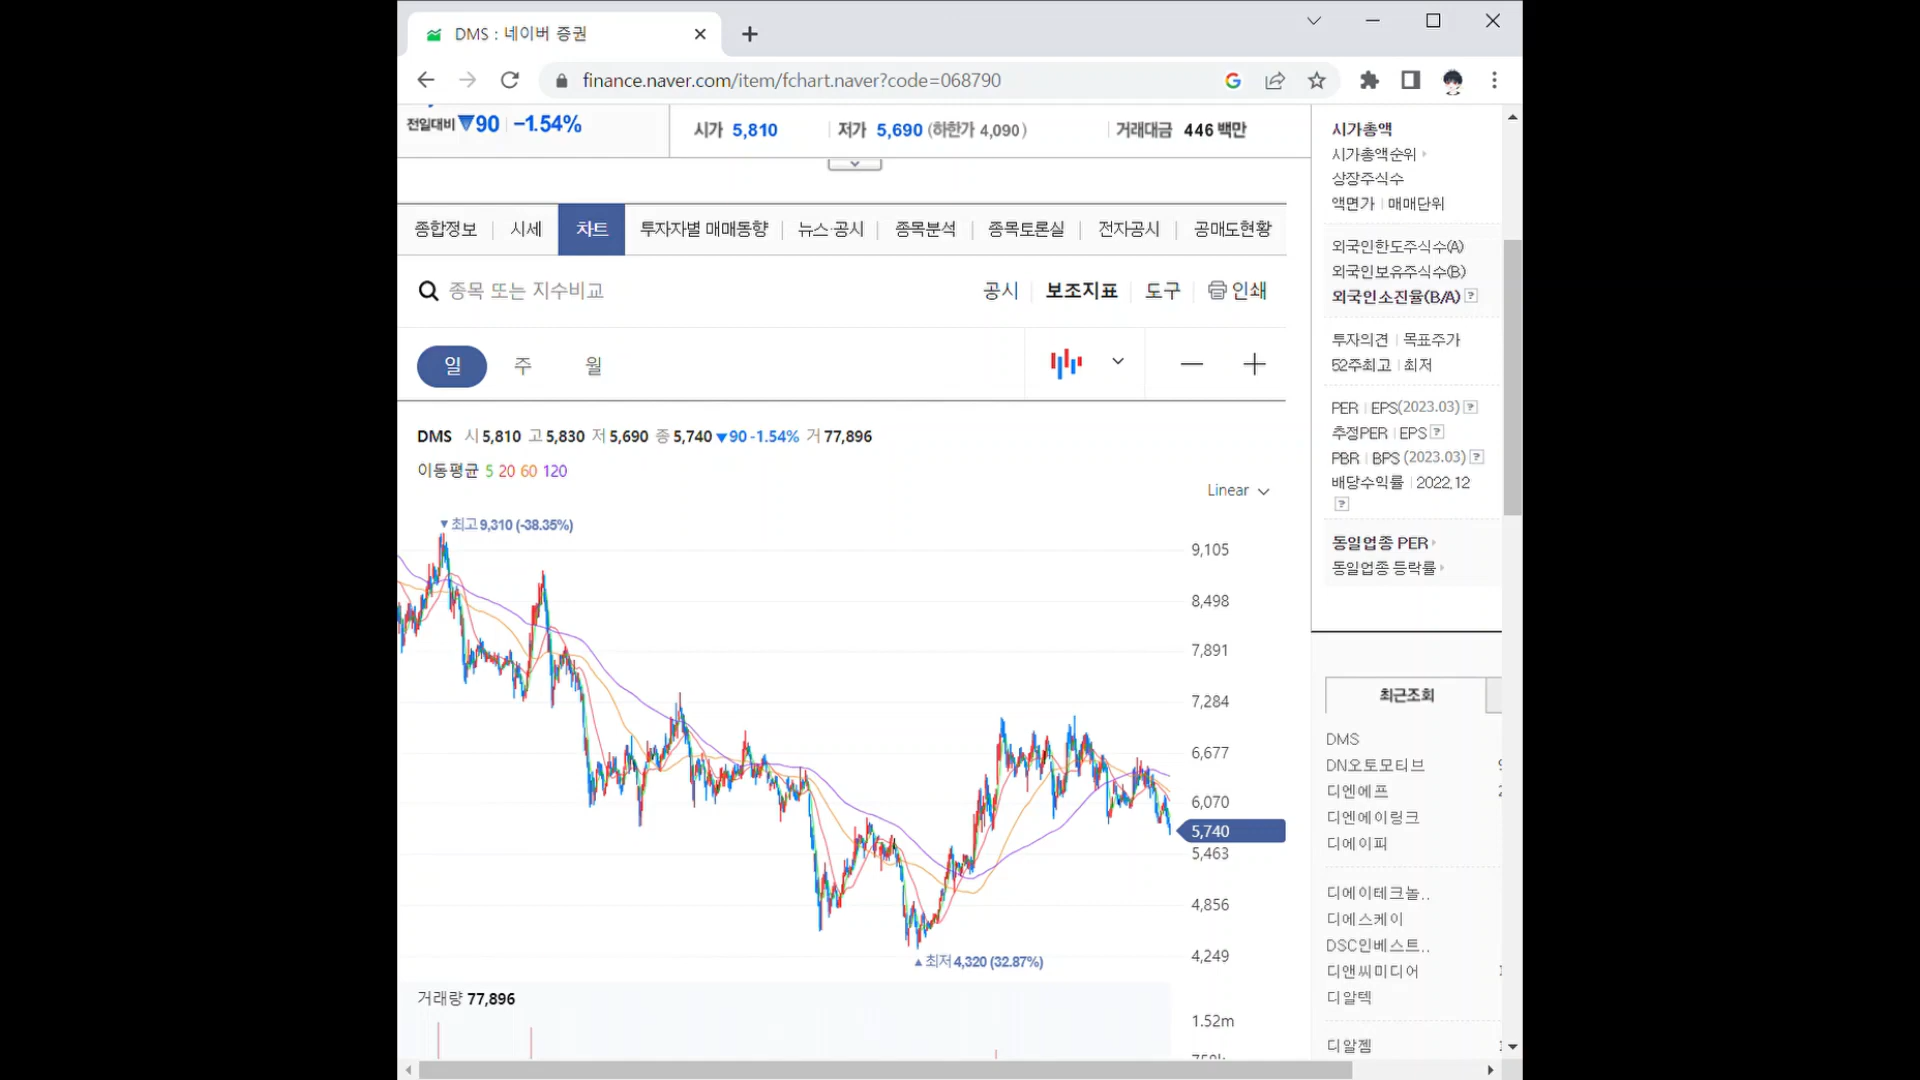 DMS : 네이버 증권
finance.naver.com/item/fchart.naver?code=068790
전일대비 ▼90 -1.54%
시가 5,810 저가 5,690 (하한가 4,090) 거래대금 446 백만
종합정보 시세 차트 투자자별 매매동향 뉴스·공시 종목분석 종목토론실 전자공시 공매도현황
종목 또는 지수비교
공시 보조지표 도구 인쇄
일 주 월
DMS 시 5,810 고 5,830 저 5,690 종 5,740 ▼90 -1.54% 거 77,896
이동평균 5 20 60 120
Linear
▼최고 9,310 (-38.35%)
9,105
8,498
7,891
7,284
6,677
6,070
5,740
5,463
4,856
4,249
▲최저 4,320 (32.87%)
거래량 77,896
1.52m
시가총액
시가총액순위
상장주식수
액면가 매매단위
외국인한도주식수(A)
외국인보유주식수(B)
외국인소진율(B/A) ?
투자의견 목표주가
52주최고 최저
PER EPS(2023.03) ?
추정PER EPS ?
PBR BPS (2023.03) ?
배당수익률 2022.12
?
동일업종 PER
동일업종 등락률
최근조회
DMS
DN오토모티브
디엔에프
디엔에이링크
디에이피
디에이테크놀..
디에스케이
DSC인베스트..
디앤씨미디어
디알텍
디알젬